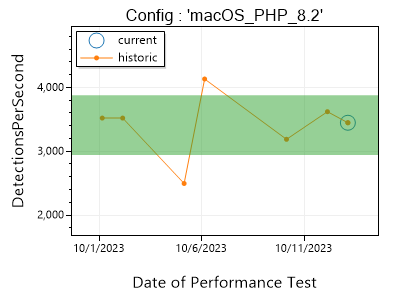 Config : 'macOS_PHP_8.2'
current
historic
DetectionsPerSecond
4,000
3,000
2,000
10/1/2023
10/6/2023
10/11/2023
Date of Performance Test